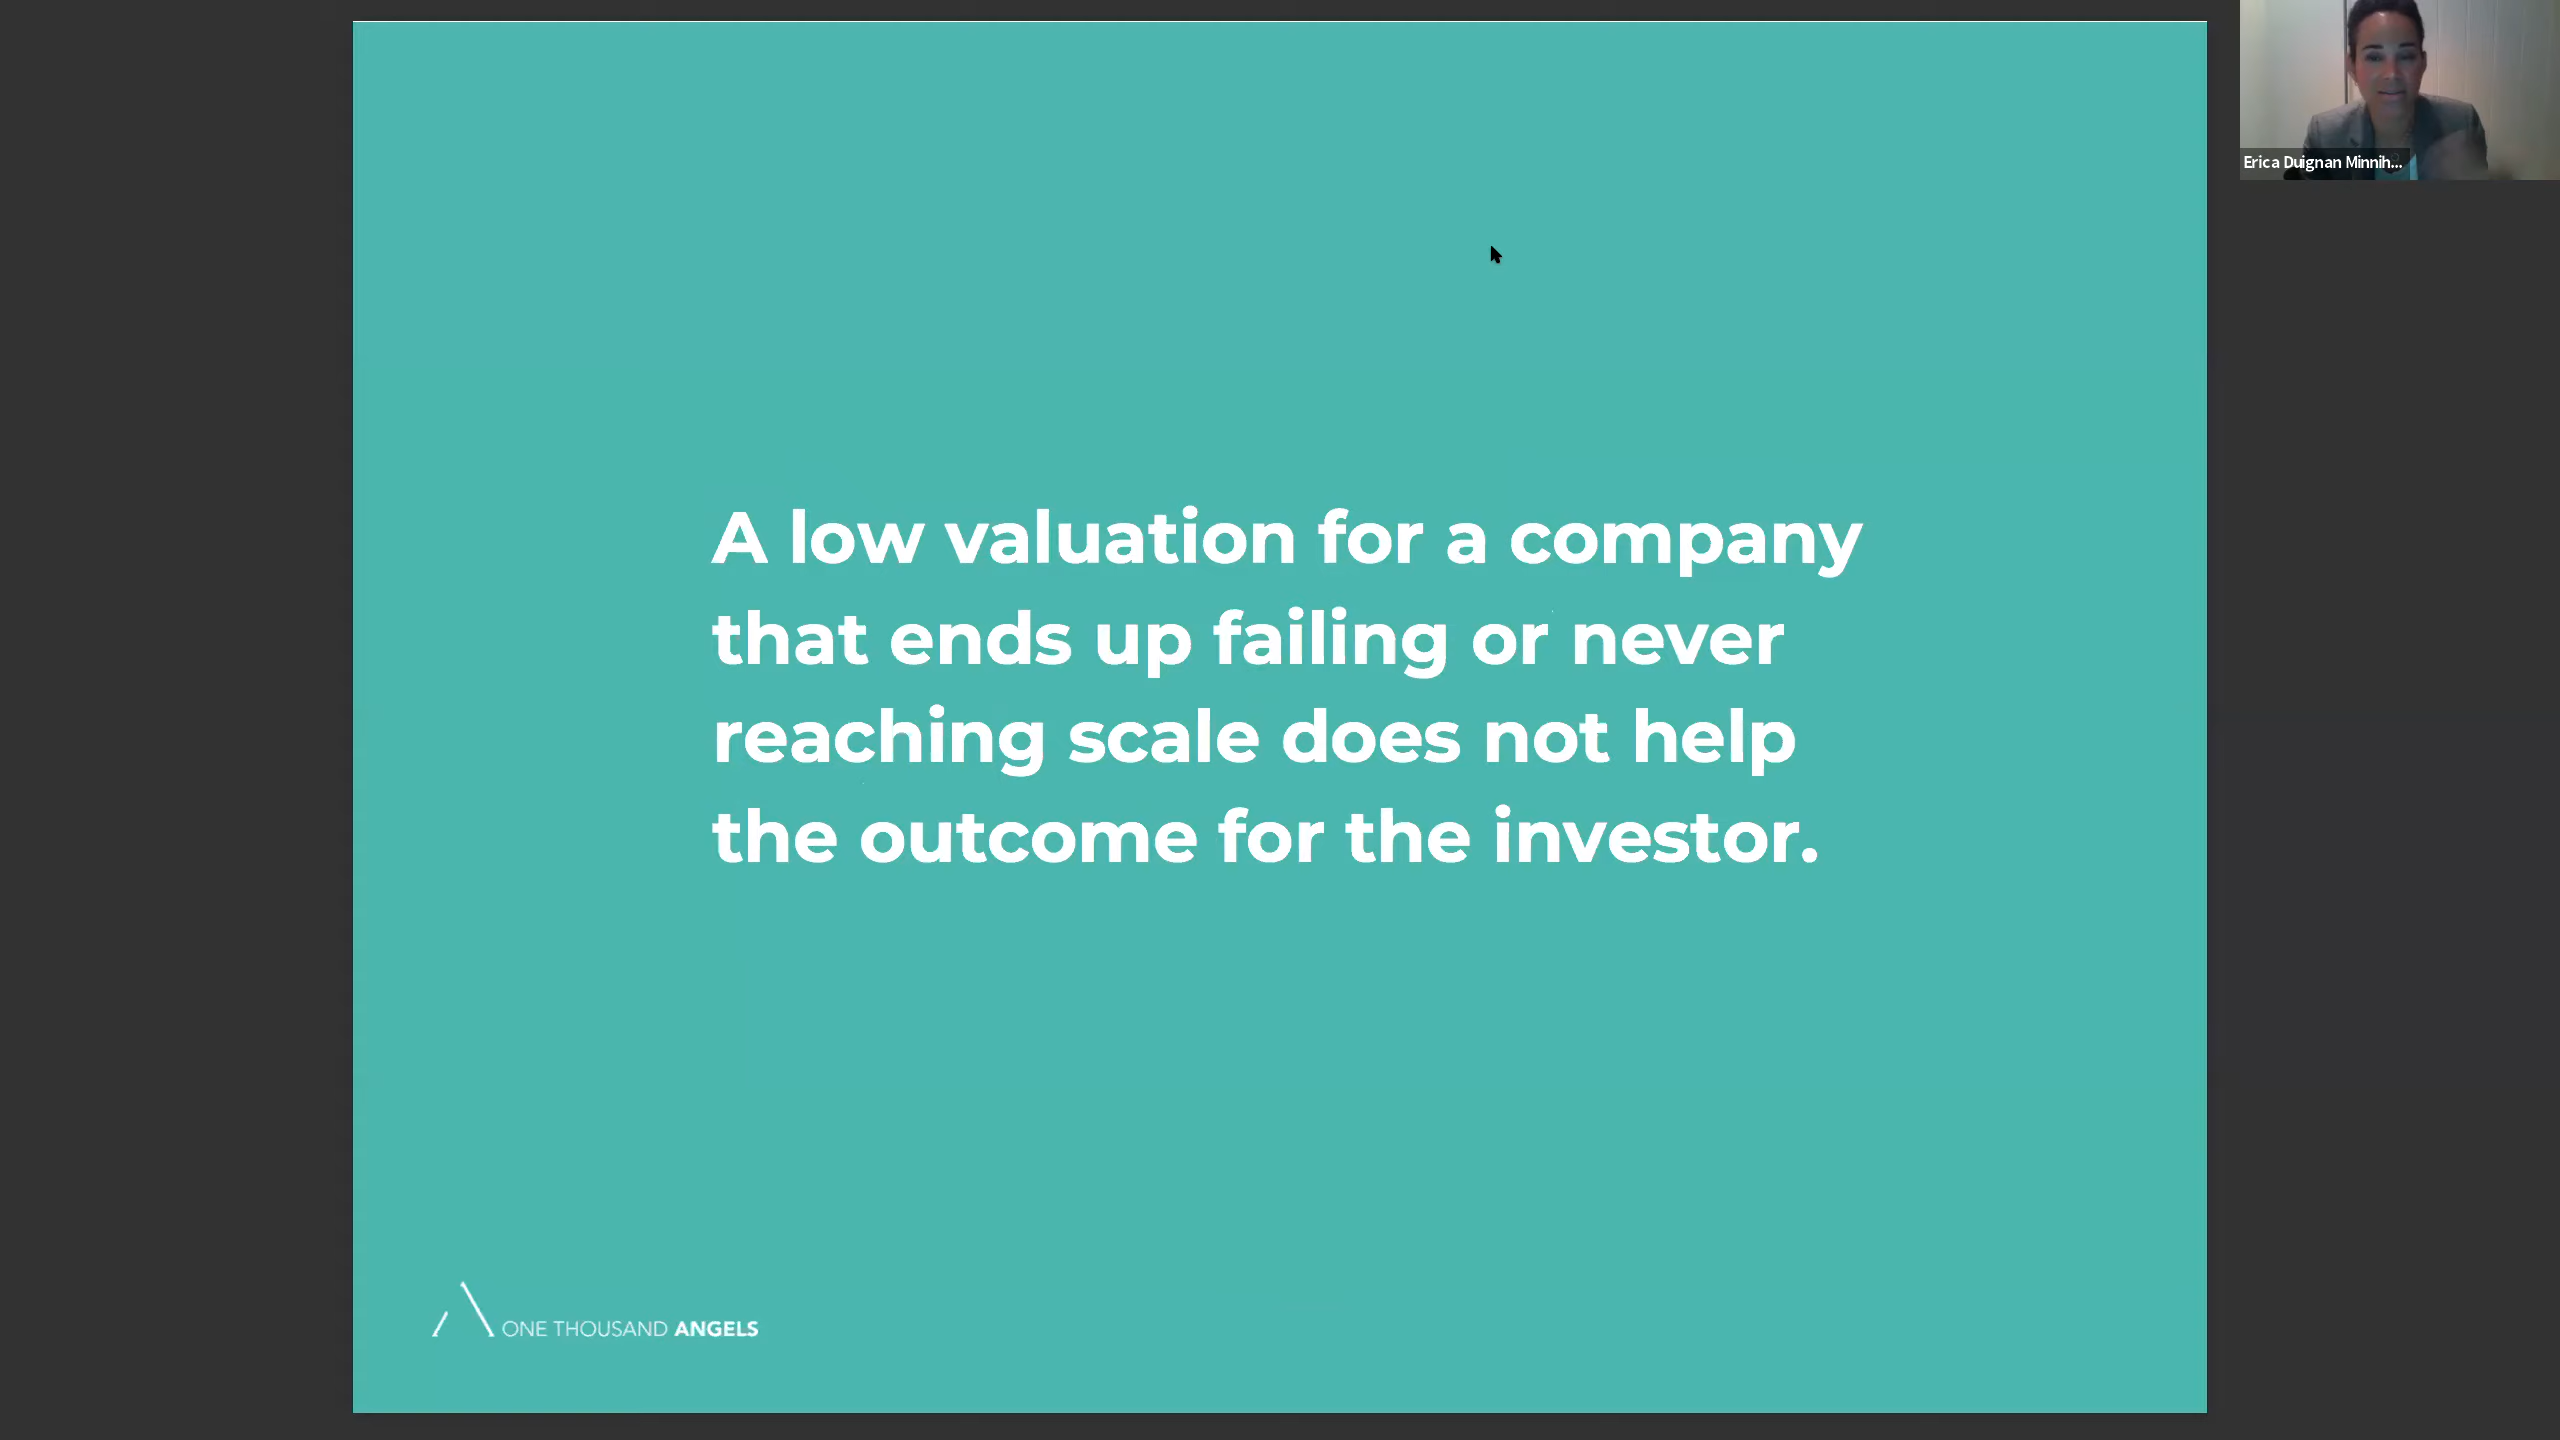 Erica Duignan Minnih...
A low valuation for a company
that ends up failing or never
reaching scale does not help
the outcome for the investor.
ONE THOUSAND ANGELS